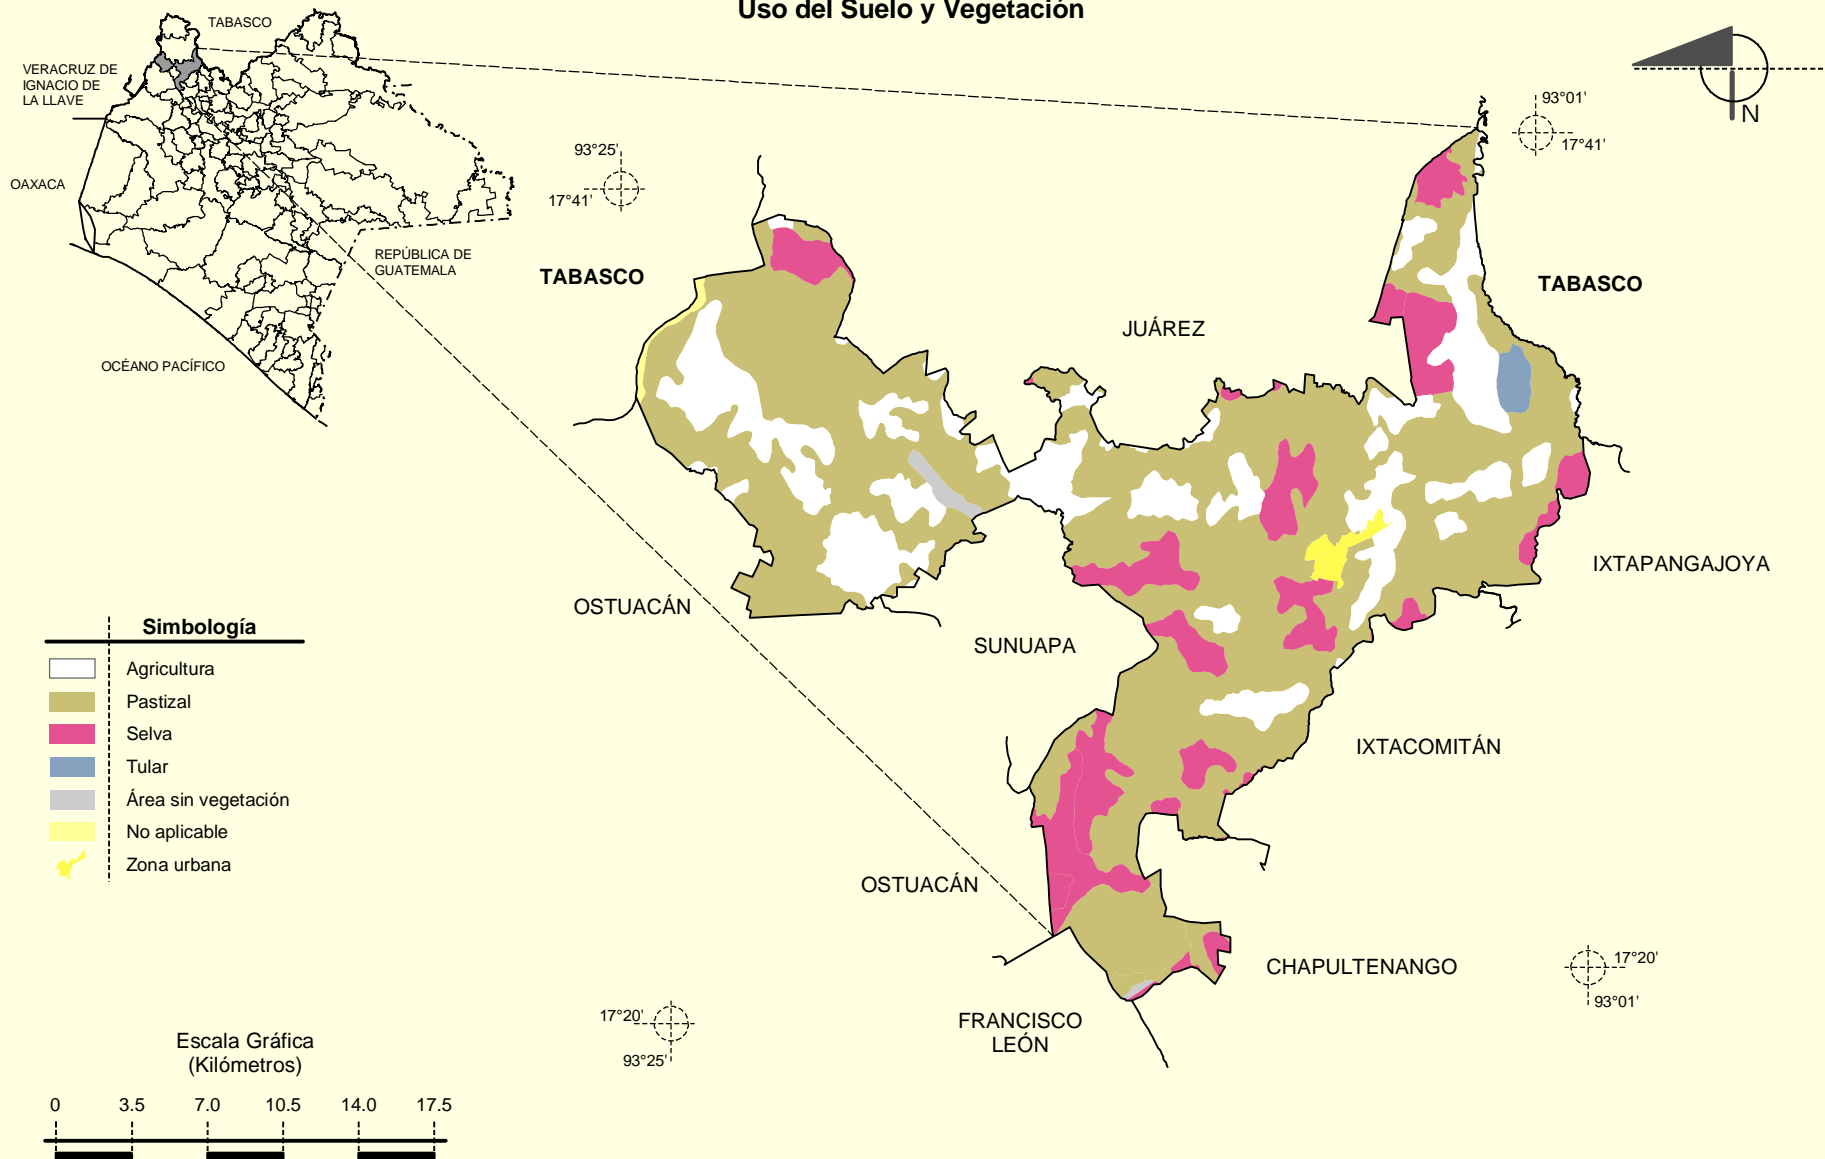 Uso del Suelo y Vegetación
TABASCO
VERACRUZ DE
IGNACIO DE
LA LLAVE
OAXACA
REPÚBLICA DE
GUATEMALA
OCÉANO PACÍFICO
N
93°25'
17°41'
93°01'
17°41'
TABASCO
TABASCO
JUÁREZ
OSTUACÁN
SUNUAPA
IXTAPANGAJOYA
IXTACOMITÁN
OSTUACÁN
CHAPULTENANGO
FRANCISCO
LEÓN
17°20'
93°25'
17°20'
93°01'
Simbología
Agricultura
Pastizal
Selva
Tular
Área sin vegetación
No aplicable
Zona urbana
Escala Gráfica
(Kilómetros)
0 3.5 7.0 10.5 14.0 17.5